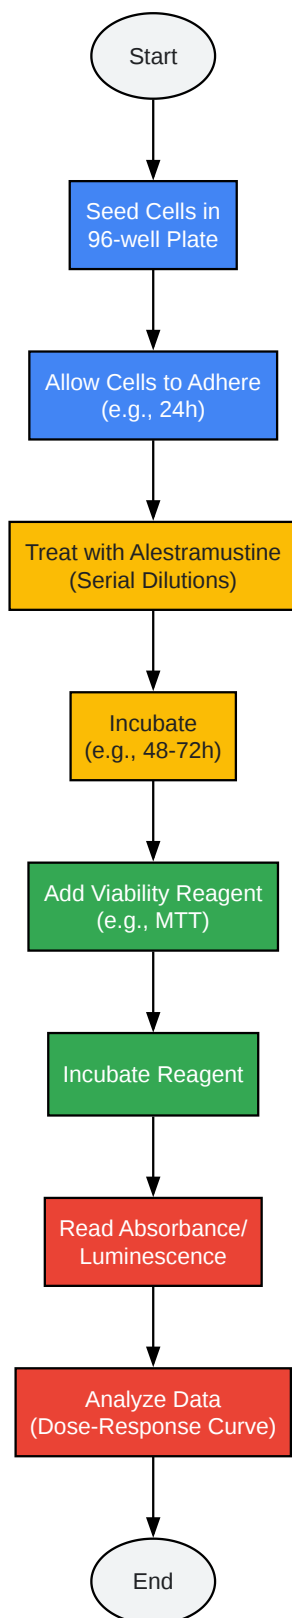 Start
Seed Cells in
96-well Plate
Allow Cells to Adhere
(e.g., 24h)
Treat with Alestramustine
(Serial Dilutions)
Incubate
(e.g., 48-72h)
Add Viability Reagent
(e.g., MTT)
Incubate Reagent
Read Absorbance/
Luminescence
Analyze Data
(Dose-Response Curve)
End